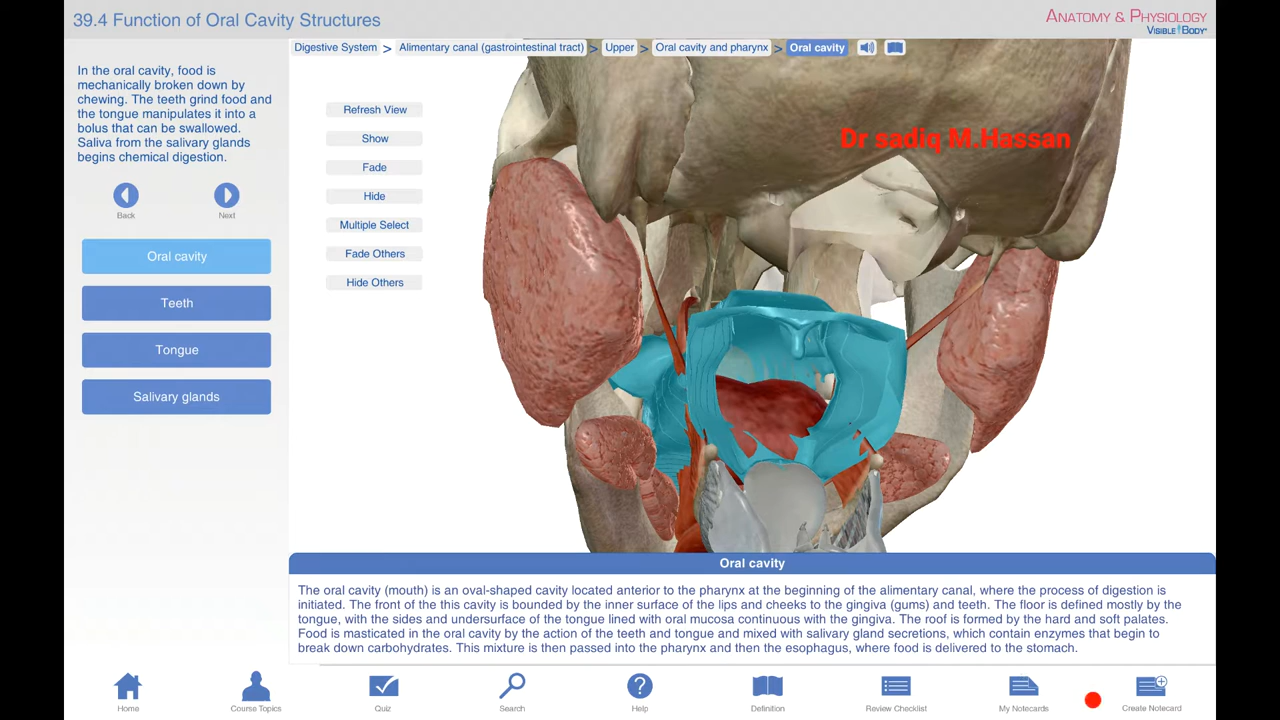 39.4 Function of Oral Cavity Structures
ANATOMY & PHYSIOLOGY
VISIBLE BODY®
Digestive System > Alimentary canal (gastrointestinal tract) > Upper > Oral cavity and pharynx > Oral cavity
In the oral cavity, food is
mechanically broken down by
chewing. The teeth grind food and
the tongue manipulates it into a
bolus that can be swallowed.
Saliva from the salivary glands
begins chemical digestion.
Back
Next
Oral cavity
Teeth
Tongue
Salivary glands
Refresh View
Show
Fade
Hide
Multiple Select
Fade Others
Hide Others
Dr sadiq M.Hassan
Oral cavity
The oral cavity (mouth) is an oval-shaped cavity located anterior to the pharynx at the beginning of the alimentary canal, where the process of digestion is
initiated. The front of the this cavity is bounded by the inner surface of the lips and cheeks to the gingiva (gums) and teeth. The floor is defined mostly by the
tongue, with the sides and undersurface of the tongue lined with oral mucosa continuous with the gingiva. The roof is formed by the hard and soft palates.
Food is masticated in the oral cavity by the action of the teeth and tongue and mixed with salivary gland secretions, which contain enzymes that begin to
break down carbohydrates. This mixture is then passed into the pharynx and then the esophagus, where food is delivered to the stomach.
Home
Course Topics
Quiz
Search
Help
Definition
Review Checklist
My Notecards
Create Notecard